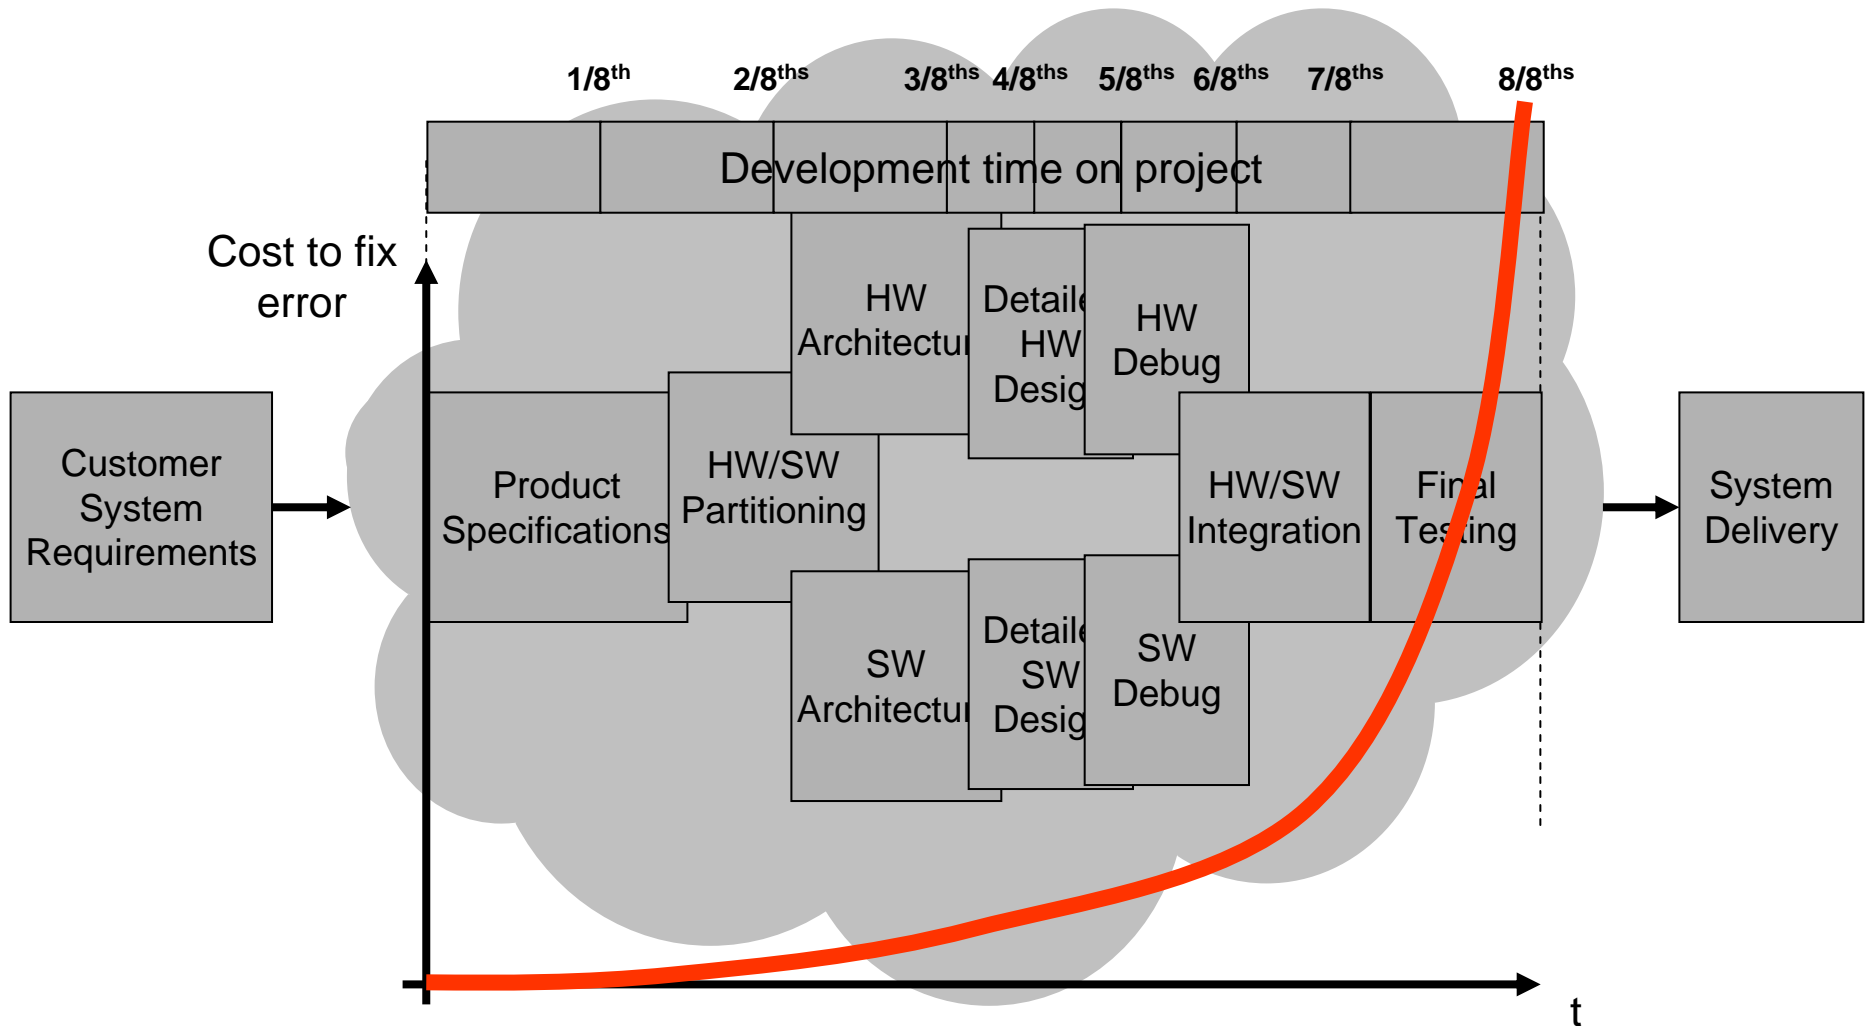 1/8th 2/8ths 3/8ths 4/8ths 5/8ths 6/8ths 7/8ths 8/8ths
Development time on project
Cost to fix
error
Customer
System
Requirements
Product
Specifications
HW/SW
Partitioning
HW
Architectur
Detaile
HW
Desig
HW
Debug
SW
Architectur
Detaile
SW
Desig
SW
Debug
HW/SW
Integration
Final
Testing
System
Delivery
t